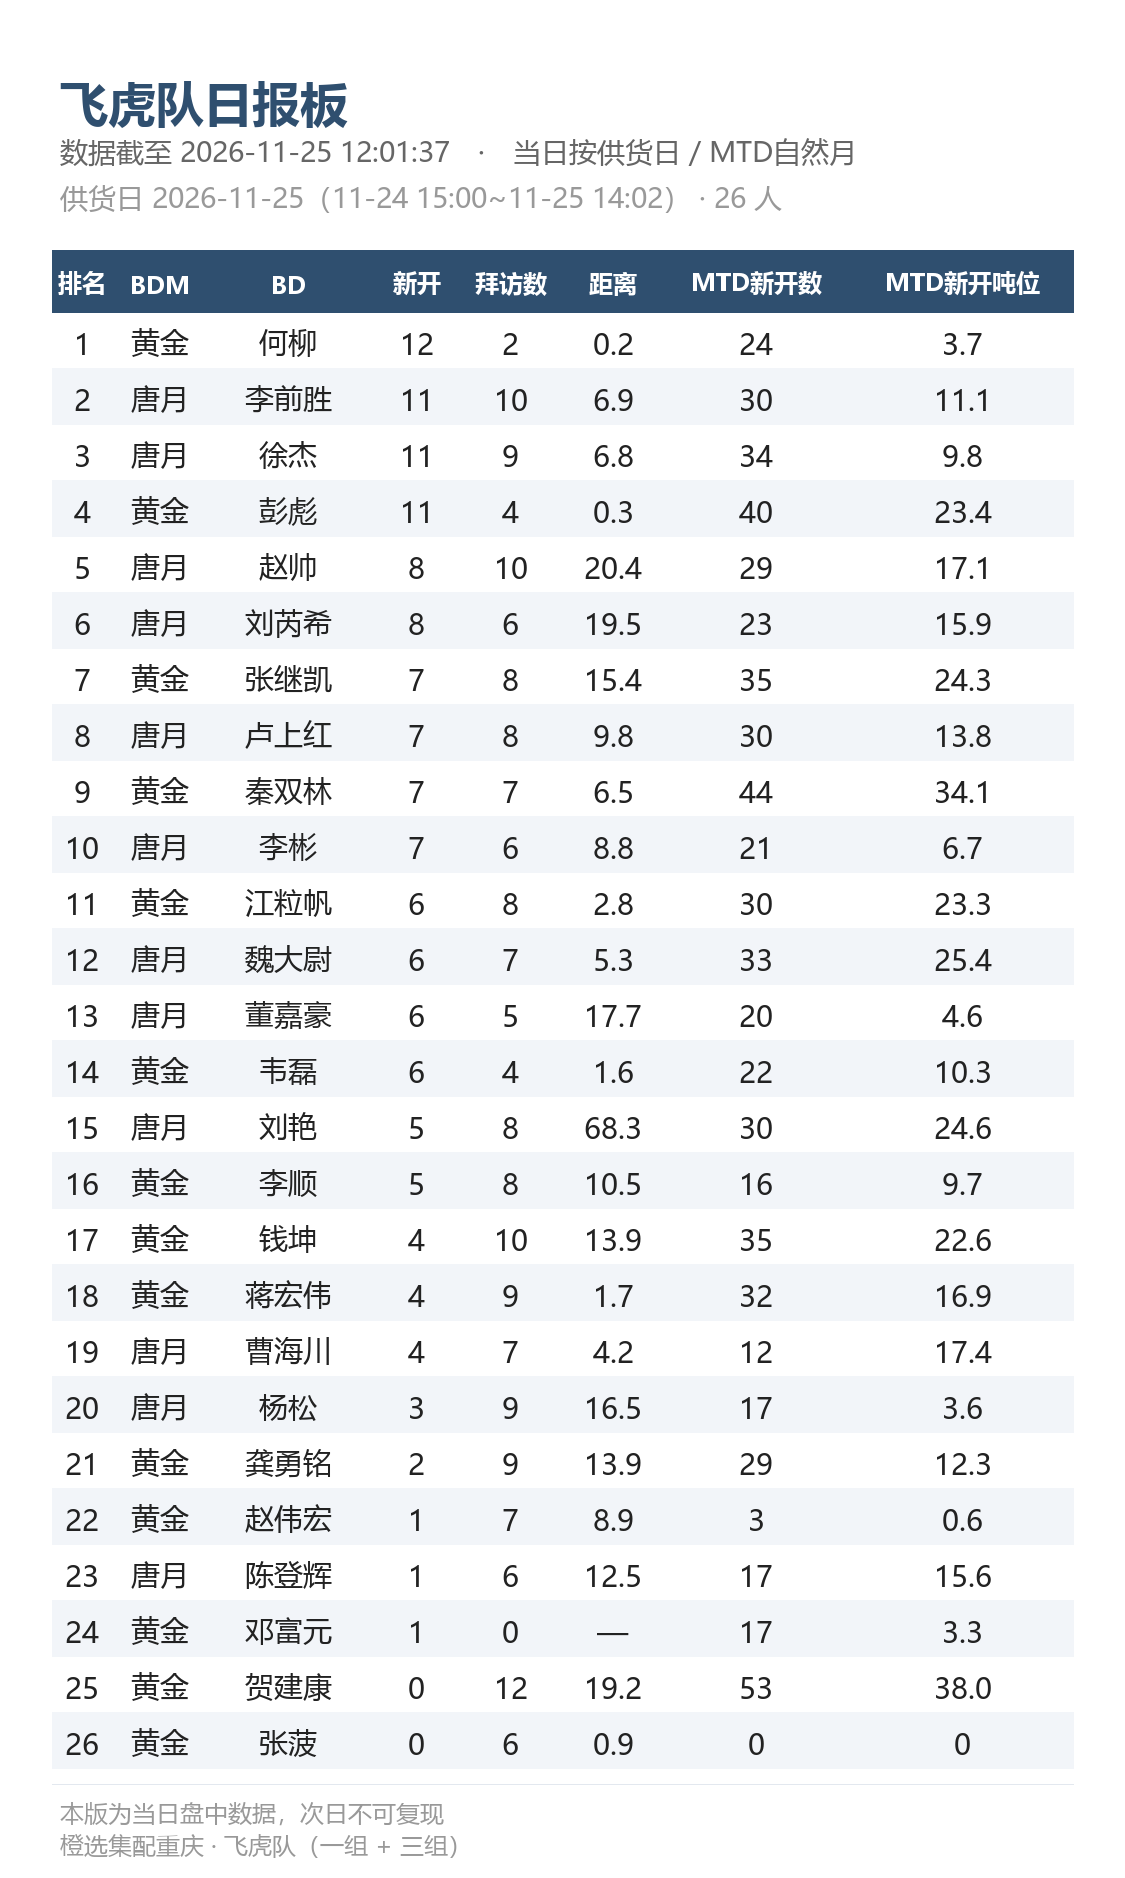 飞虎队日报板
数据截至 2026-11-25 12:01:37 · 当日按供货日 / MTD自然月
供货日 2026-11-25（11-24 15:00~11-25 14:02） · 26 人
排名 BDM BD 新开 拜访数 距离 MTD新开数 MTD新开吨位
1 黄金 何柳 12 2 0.2 24 3.7
2 唐月 李前胜 11 10 6.9 30 11.1
3 唐月 徐杰 11 9 6.8 34 9.8
4 黄金 彭彪 11 4 0.3 40 23.4
5 唐月 赵帅 8 10 20.4 29 17.1
6 唐月 刘芮希 8 6 19.5 23 15.9
7 黄金 张继凯 7 8 15.4 35 24.3
8 唐月 卢上红 7 8 9.8 30 13.8
9 黄金 秦双林 7 7 6.5 44 34.1
10 唐月 李彬 7 6 8.8 21 6.7
11 黄金 江粒帆 6 8 2.8 30 23.3
12 唐月 魏大尉 6 7 5.3 33 25.4
13 唐月 董嘉豪 6 5 17.7 20 4.6
14 黄金 韦磊 6 4 1.6 22 10.3
15 唐月 刘艳 5 8 68.3 30 24.6
16 黄金 李顺 5 8 10.5 16 9.7
17 黄金 钱坤 4 10 13.9 35 22.6
18 黄金 蒋宏伟 4 9 1.7 32 16.9
19 唐月 曹海川 4 7 4.2 12 17.4
20 唐月 杨松 3 9 16.5 17 3.6
21 黄金 龚勇铭 2 9 13.9 29 12.3
22 黄金 赵伟宏 1 7 8.9 3 0.6
23 唐月 陈登辉 1 6 12.5 17 15.6
24 黄金 邓富元 1 0 — 17 3.3
25 黄金 贺建康 0 12 19.2 53 38.0
26 黄金 张菠 0 6 0.9 0 0
本版为当日盘中数据，次日不可复现
橙选集配重庆 · 飞虎队（一组 + 三组）